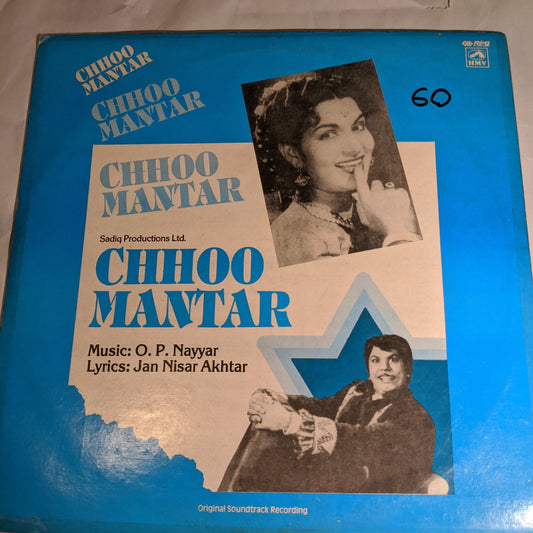 CHHOO
MANTAR
CHHOO
MANTAR
CHHOO
MANTAR
Sadiq Productions Ltd.
CHHOO
MANTAR
Music: O. P. Nayyar
Lyrics: Jan Nisar Akhtar
HMV
60
Original Soundtrack Recording